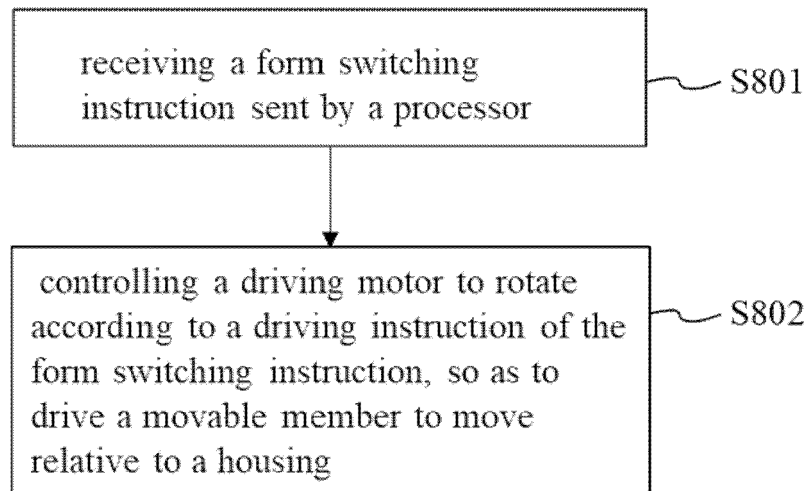 receiving a form switching
instruction sent by a processor
S801
controlling a driving motor to rotate
according to a driving instruction of the
form switching instruction, so as to
drive a movable member to move
relative to a housing
S802